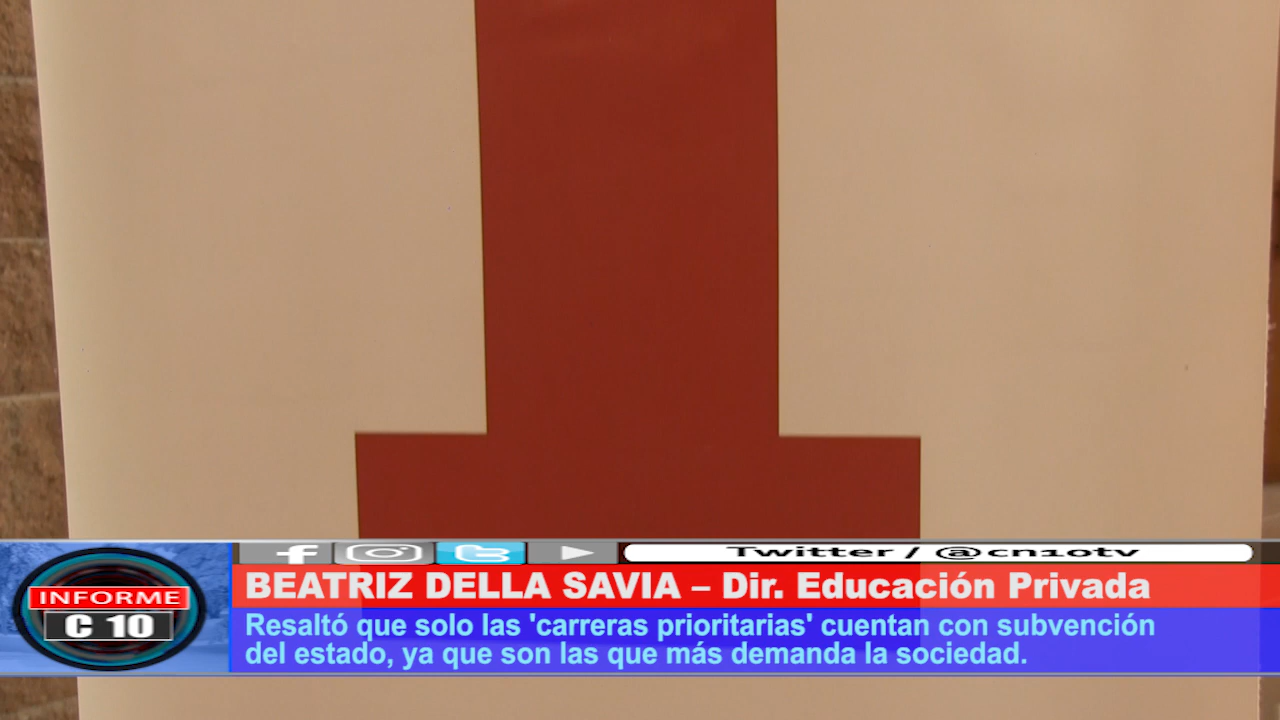 Twitter / @cn10tv
BEATRIZ DELLA SAVIA – Dir. Educación Privada
INFORME
C 10
Resaltó que solo las 'carreras prioritarias' cuentan con subvención
del estado, ya que son las que más demanda la sociedad.